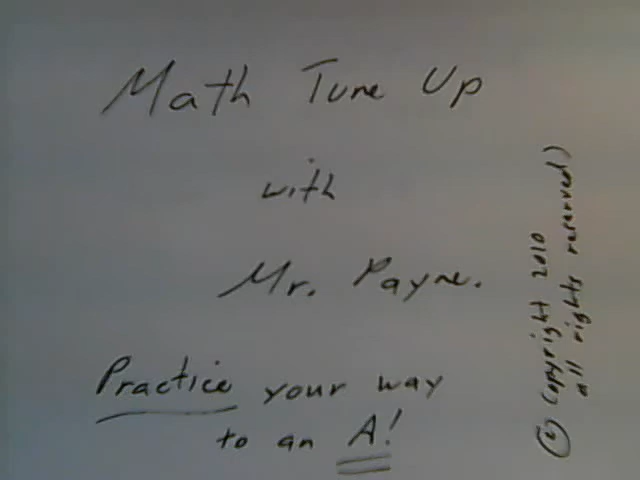 Math Tune Up
with
Mr. Payne.
Practice your way
to an A!
© Copyright 2010
all rights reserved)